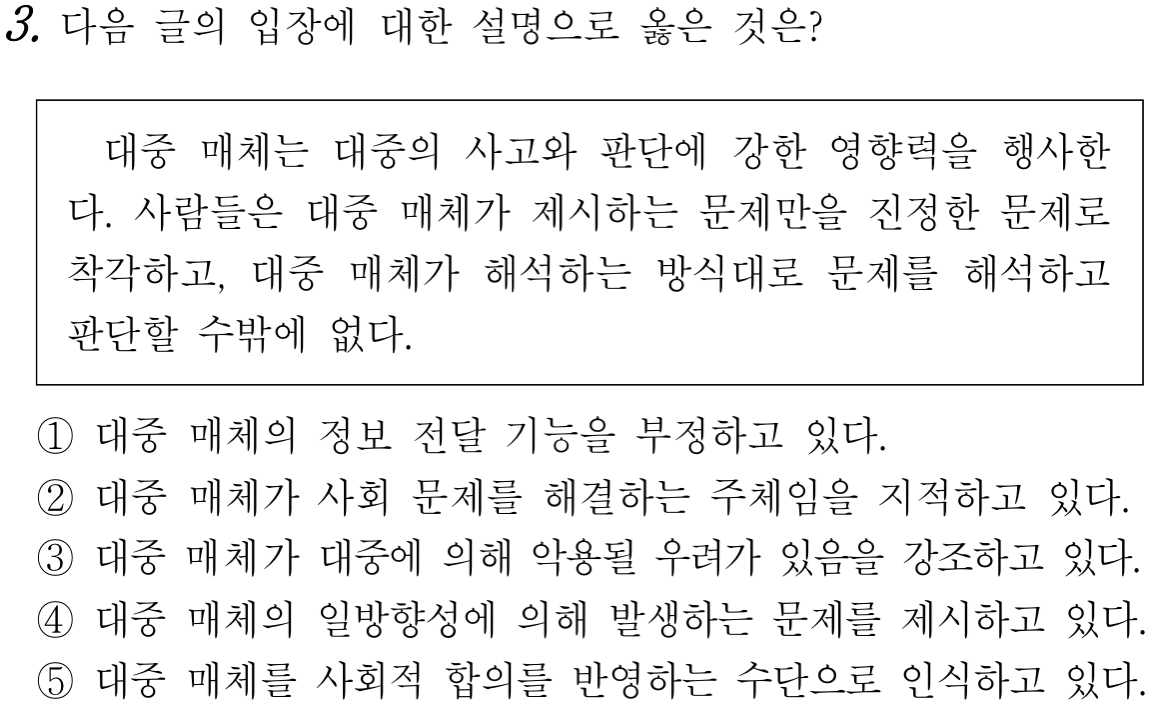 3. 다음 글의 입장에 대한 설명으로 옳은 것은?
대중 매체는 대중의 사고와 판단에 강한 영향력을 행사한
다. 사람들은 대중 매체가 제시하는 문제만을 진정한 문제로
착각하고, 대중 매체가 해석하는 방식대로 문제를 해석하고
판단할 수밖에 없다.
① 대중 매체의 정보 전달 기능을 부정하고 있다.
② 대중 매체가 사회 문제를 해결하는 주체임을 지적하고 있다.
③ 대중 매체가 대중에 의해 악용될 우려가 있음을 강조하고 있다.
④ 대중 매체의 일방향성에 의해 발생하는 문제를 제시하고 있다.
⑤ 대중 매체를 사회적 합의를 반영하는 수단으로 인식하고 있다.